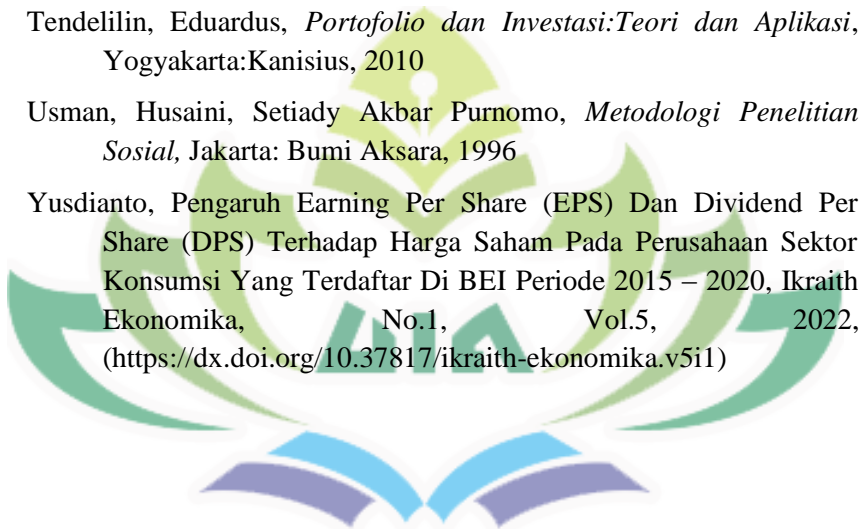 Tendelilin, Eduardus, Portofolio dan Investasi:Teori dan Aplikasi,
Yogyakarta:Kanisius, 2010
Usman, Husaini, Setiady Akbar Purnomo, Metodologi Penelitian
Sosial, Jakarta: Bumi Aksara, 1996
Yusdianto, Pengaruh Earning Per Share (EPS) Dan Dividend Per
Share (DPS) Terhadap Harga Saham Pada Perusahaan Sektor
Konsumsi Yang Terdaftar Di BEI Periode 2015 – 2020, Ikraith
Ekonomika, No.1, Vol.5, 2022,
(https://dx.doi.org/10.37817/ikraith-ekonomika.v5i1)